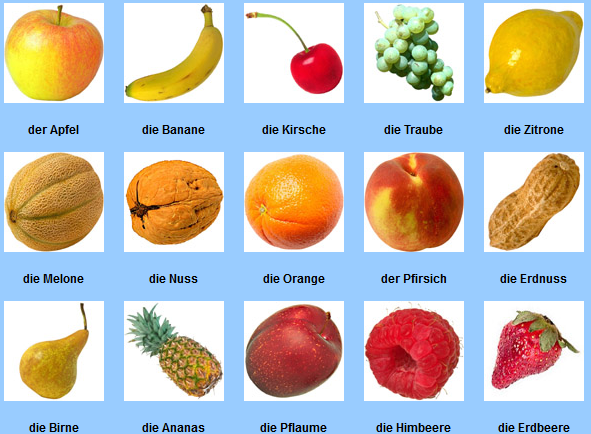 der Apfel
die Banane
die Kirsche
die Traube
die Zitrone
die Melone
die Nuss
die Orange
der Pfirsich
die Erdnuss
die Birne
die Ananas
die Pflaume
die Himbeere
die Erdbeere